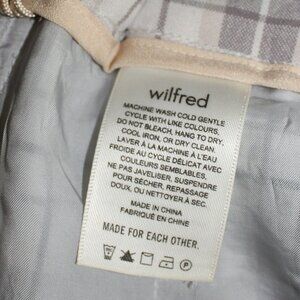 wilfred
MACHINE WASH COLD GENTLE
CYCLE WITH LIKE COLOURS.
DO NOT BLEACH, HANG TO DRY,
COOL IRON, OR DRY CLEAN.
LAVER À LA MACHINE À L'EAU
FROIDE AU CYCLE DÉLICAT AVEC
COULEURS SEMBLABLES,
NE PAS JAVELISER, SUSPENDRE
POUR SÉCHER, REPASSAGE
DOUX, OU NETTOYER À SEC.
MADE IN CHINA
FABRIQUÉ EN CHINE
MADE FOR EACH OTHER.
P